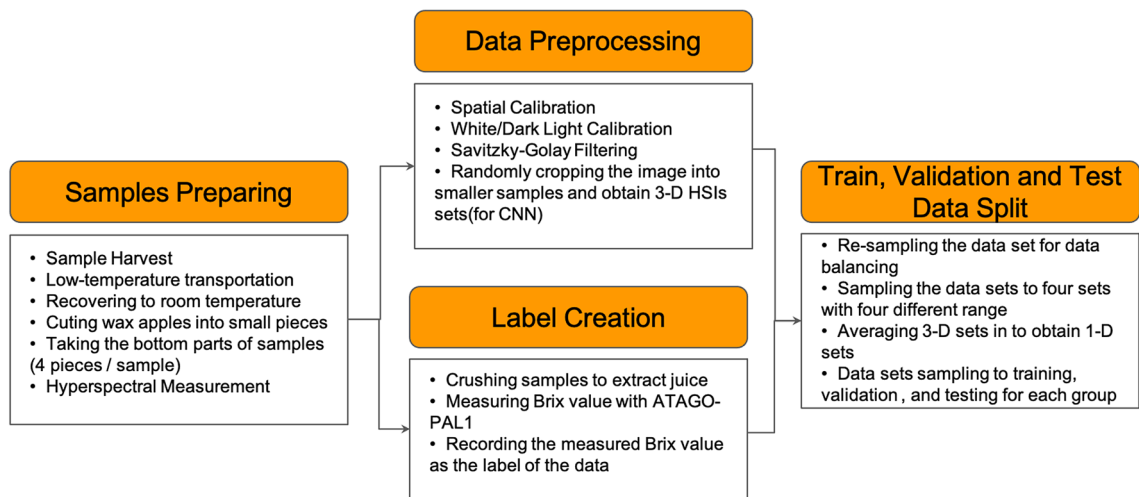 Samples Preparing
• Sample Harvest
• Low-temperature transportation
• Recovering to room temperature
• Cuting wax apples into small pieces
• Taking the bottom parts of samples
(4 pieces / sample)
• Hyperspectral Measurement
Data Preprocessing
• Spatial Calibration
• White/Dark Light Calibration
• Savitzky-Golay Filtering
• Randomly cropping the image into
smaller samples and obtain 3-D HSIs
sets(for CNN)
Label Creation
• Crushing samples to extract juice
• Measuring Brix value with ATAGO-
PAL1
• Recording the measured Brix value
as the label of the data
Train, Validation and Test
Data Split
• Re-sampling the data set for data
balancing
• Sampling the data sets to four sets
with four different range
• Averaging 3-D sets in to obtain 1-D
sets
• Data sets sampling to training,
validation , and testing for each group